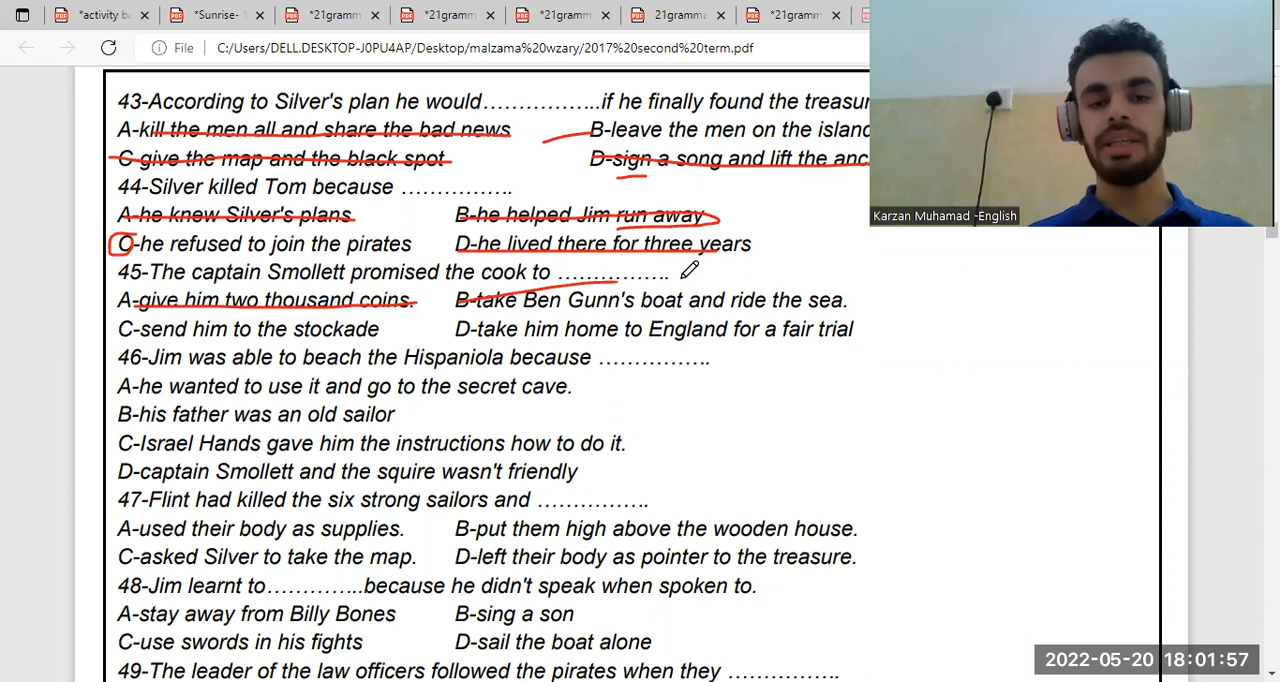 *activity b
*Sunrise-
*21gramm
*21gramm
*21gramm
21gramma
*21gramm
File
C:/Users/DELL.DESKTOP-J0PU4AP/Desktop/malzama%20wzary/2017%20second%20term.pdf
43-According to Silver's plan he would……………..if he finally found the treasur
A-kill the men all and share the bad news B-leave the men on the island
C-give the map and the black spot D-sign a song and lift the anc
44-Silver killed Tom because …………….
A-he knew Silver's plans B-he helped Jim run away
C-he refused to join the pirates D-he lived there for three years
45-The captain Smollett promised the cook to …………….
A-give him two thousand coins. B-take Ben Gunn's boat and ride the sea.
C-send him to the stockade D-take him home to England for a fair trial
46-Jim was able to beach the Hispaniola because …………….
A-he wanted to use it and go to the secret cave.
B-his father was an old sailor
C-Israel Hands gave him the instructions how to do it.
D-captain Smollett and the squire wasn't friendly
47-Flint had killed the six strong sailors and …………….
A-used their body as supplies. B-put them high above the wooden house.
C-asked Silver to take the map. D-left their body as pointer to the treasure.
48-Jim learnt to…………..because he didn't speak when spoken to.
A-stay away from Billy Bones B-sing a son
C-use swords in his fights D-sail the boat alone
49-The leader of the law officers followed the pirates when they …………….
Karzan Muhamad -English
2022-05-20 18:01:57